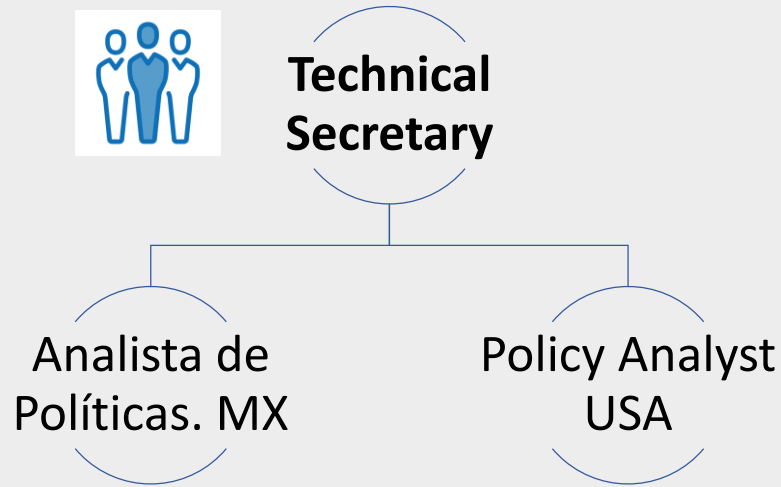 Technical
Secretary
Analista de
Políticas. MX
Policy Analyst
USA